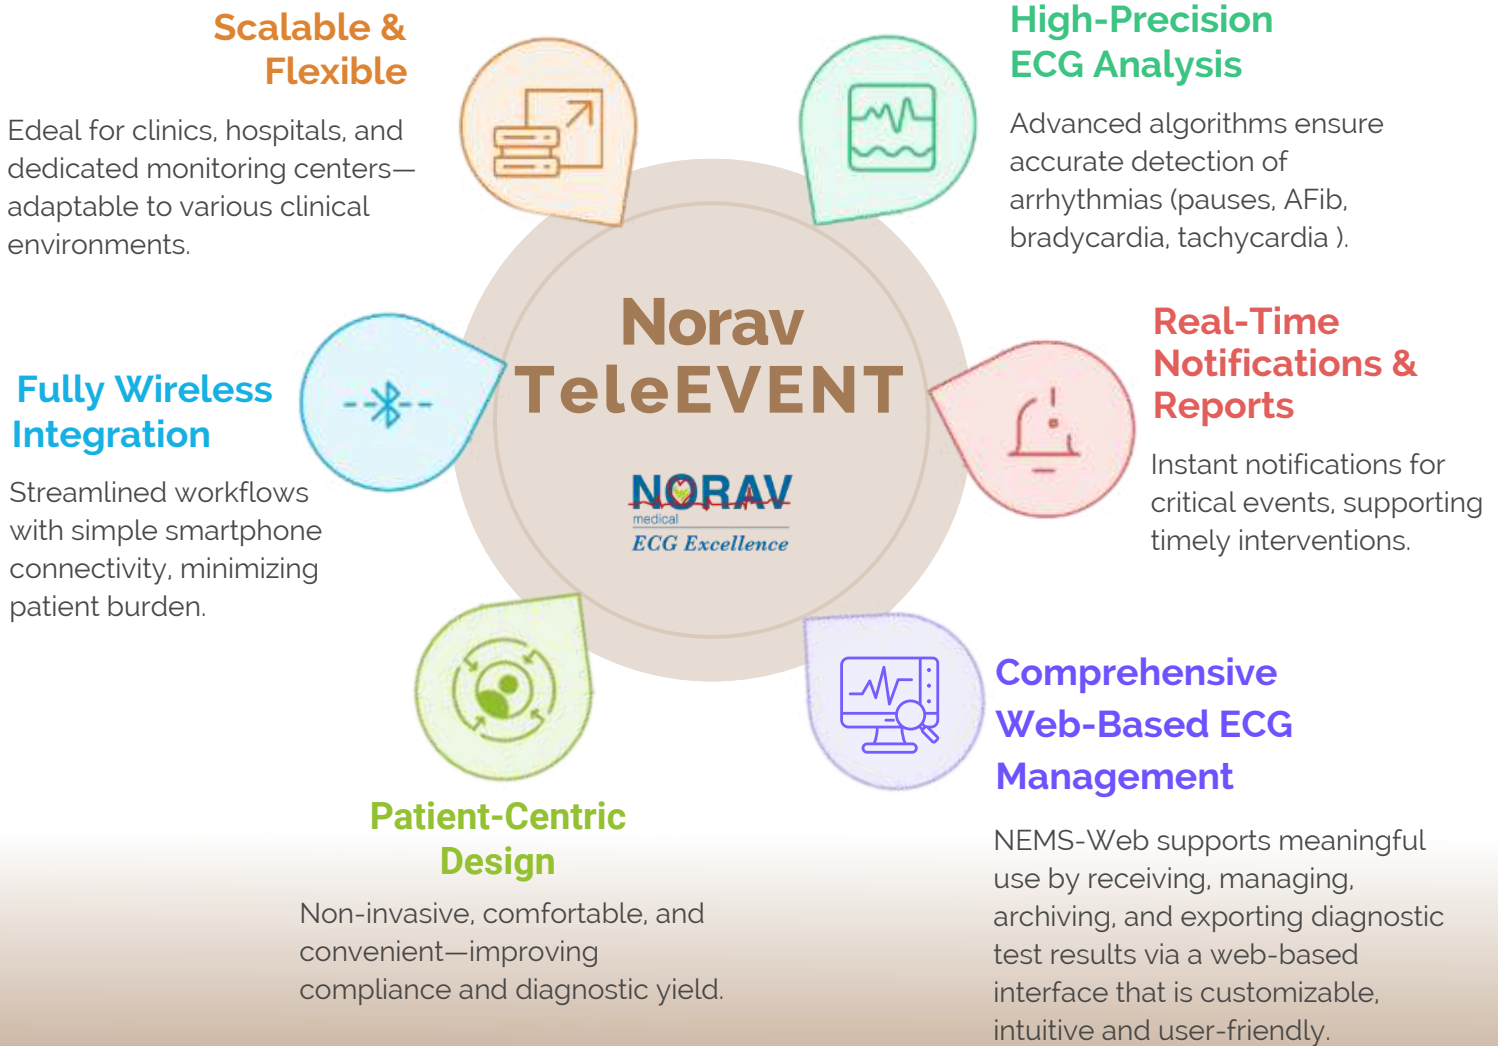 Scalable &
Flexible
Edeal for clinics, hospitals, and
dedicated monitoring centers—
adaptable to various clinical
environments.
High-Precision
ECG Analysis
Advanced algorithms ensure
accurate detection of
arrhythmias (pauses, AFib,
bradycardia, tachycardia ).
Norav
TeleEVENT
NORAV
medical
ECG Excellence
Fully Wireless
Integration
Streamlined workflows
with simple smartphone
connectivity, minimizing
patient burden.
Real-Time
Notifications &
Reports
Instant notifications for
critical events, supporting
timely interventions.
Patient-Centric
Design
Non-invasive, comfortable, and
convenient—improving
compliance and diagnostic yield.
Comprehensive
Web-Based ECG
Management
NEMS-Web supports meaningful
use by receiving, managing,
archiving, and exporting diagnostic
test results via a web-based
interface that is customizable,
intuitive and user-friendly.